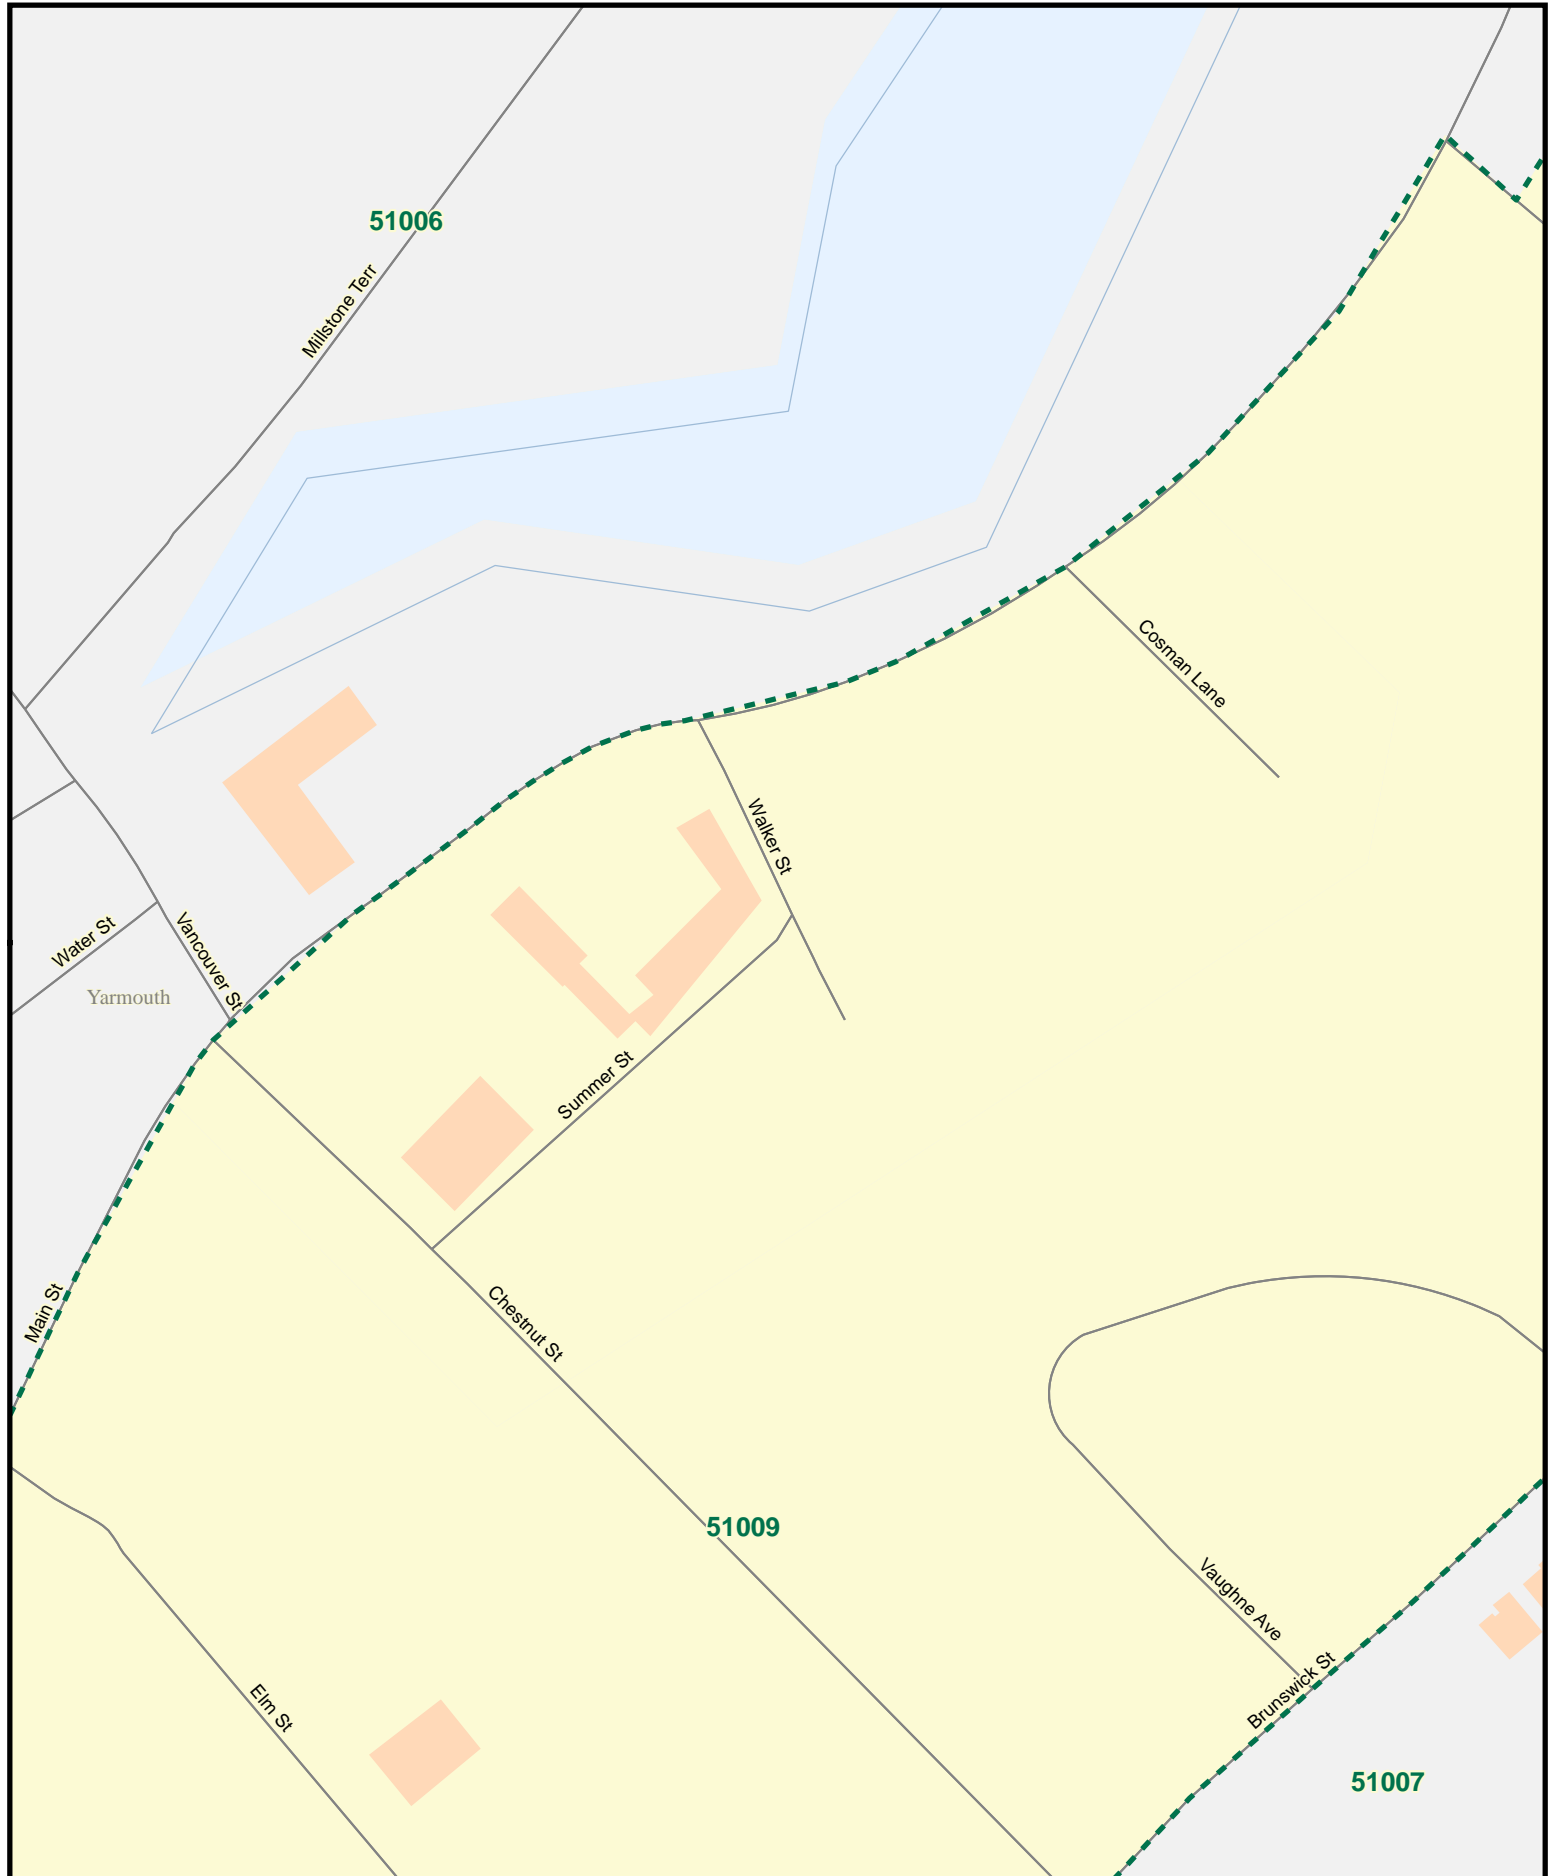 51006
Millstone Terr
Cosman Lane
Walker St
Vancouver St
Water St
Yarmouth
Summer St
Main St
Chestnut St
51009
Vaughne Ave
Brunswick St
Elm St
51007